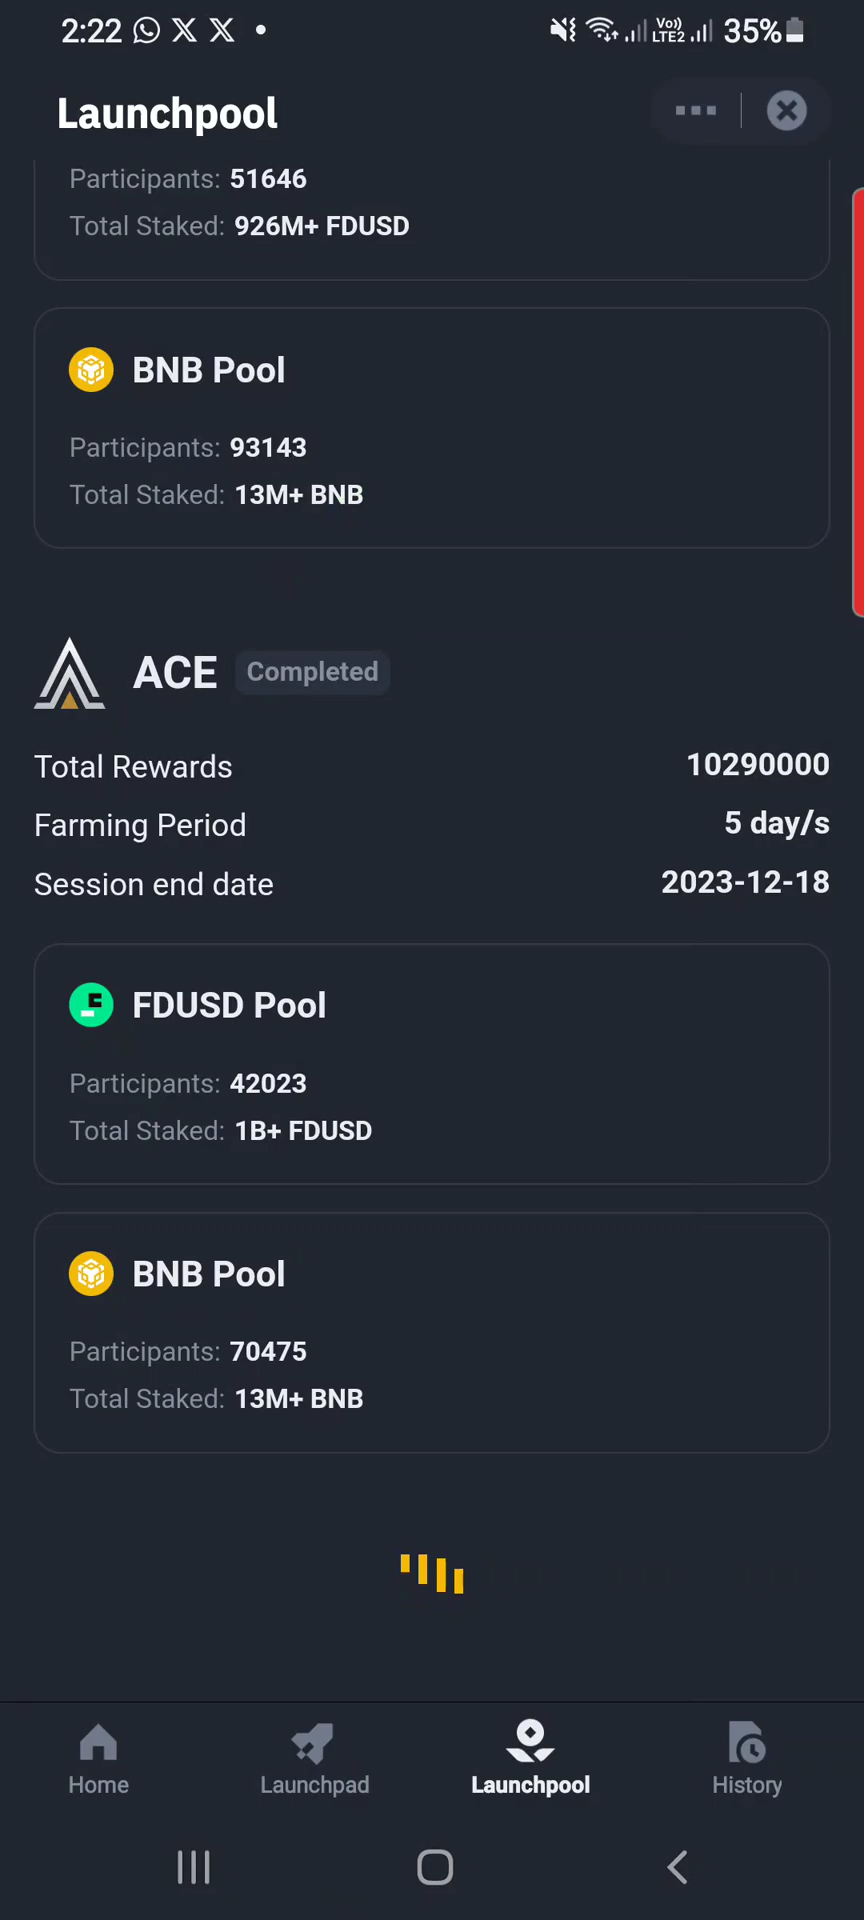 2:22
Vo)) LTE2
35%
Launchpool
Participants: 51646
Total Staked: 926M+ FDUSD
BNB Pool
Participants: 93143
Total Staked: 13M+ BNB
ACE Completed
Total Rewards 10290000
Farming Period 5 day/s
Session end date 2023-12-18
FDUSD Pool
Participants: 42023
Total Staked: 1B+ FDUSD
BNB Pool
Participants: 70475
Total Staked: 13M+ BNB
Home Launchpad Launchpool History